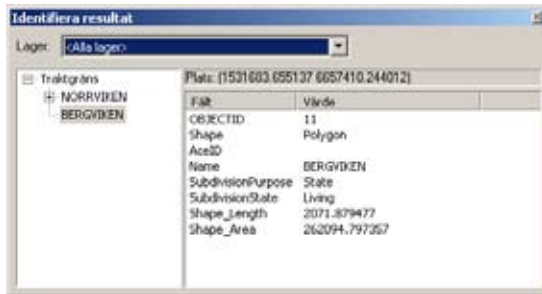 Identifiera resultat
Lager: <Alla lager>
Traktgräns
NORRVIKEN
BERGVIKEN
Plats: (1531603.655137 6657410.244012)
Fält Värde
OBJECTID 11
Shape Polygon
AceID
Name BERGVIKEN
SubdivisionPurpose State
SubdivisionState Living
Shape_Length 2071.879477
Shape_Area 262094.797357